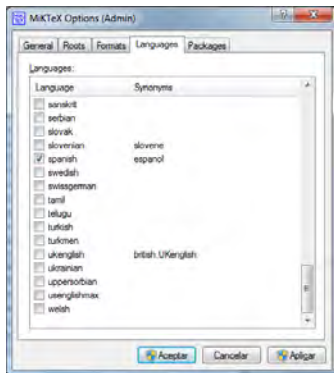 MiKTeX Options (Admin)
General Roots Formats Languages Packages
Languages:
Language Synonyms
sanskrit
serbian
slovak
slovenian slovene
spanish espanol
swedish
swissgerman
tamil
telugu
turkish
turkmen
ukenglish british UKenglish
ukrainian
uppersorbian
usenglishmax
welsh
Aceptar Cancelar Aplicar